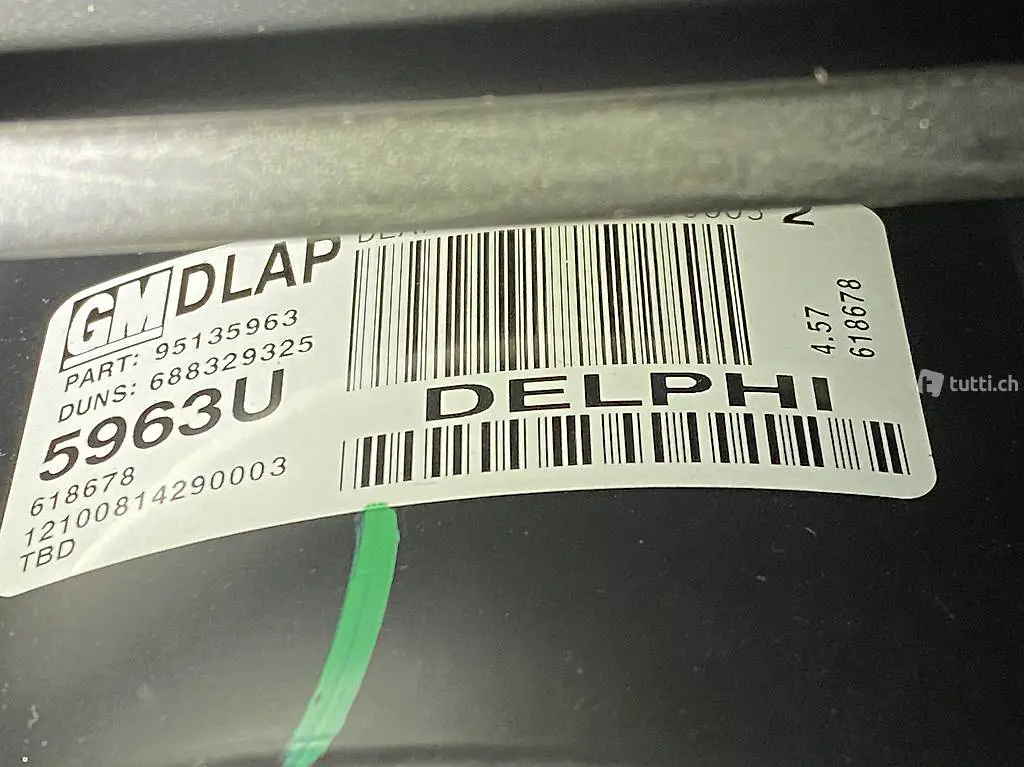 GM DLAP
PART: 95135963
DUNS: 688329325
5963U
618678
12100814290003
TBD
DELPHI
2
4.57
618678
tutti.ch